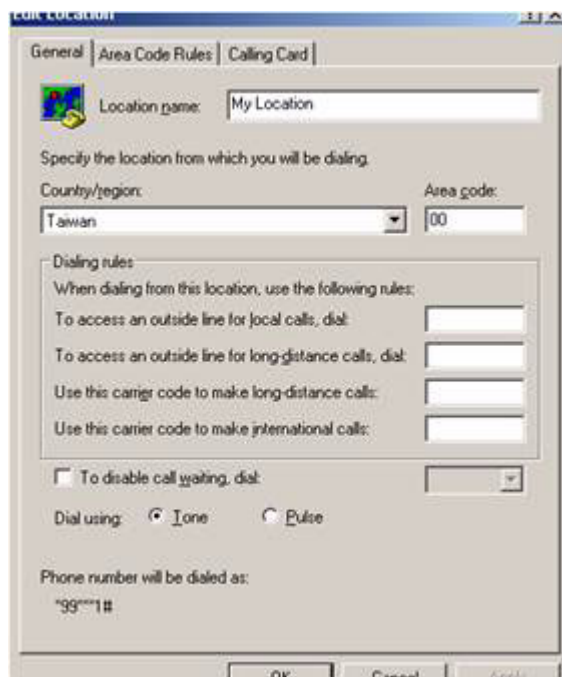 Edit Location
General Area Code Rules Calling Card
Location name: My Location
Specify the location from which you will be dialing.
Country/region: Area code:
Taiwan 00
Dialing rules
When dialing from this location, use the following rules:
To access an outside line for local calls, dial:
To access an outside line for long-distance calls, dial:
Use this carrier code to make long-distance calls:
Use this carrier code to make international calls:
To disable call waiting, dial:
Dial using: Tone Pulse
Phone number will be dialed as:
*99***1#
OK Cancel Apply